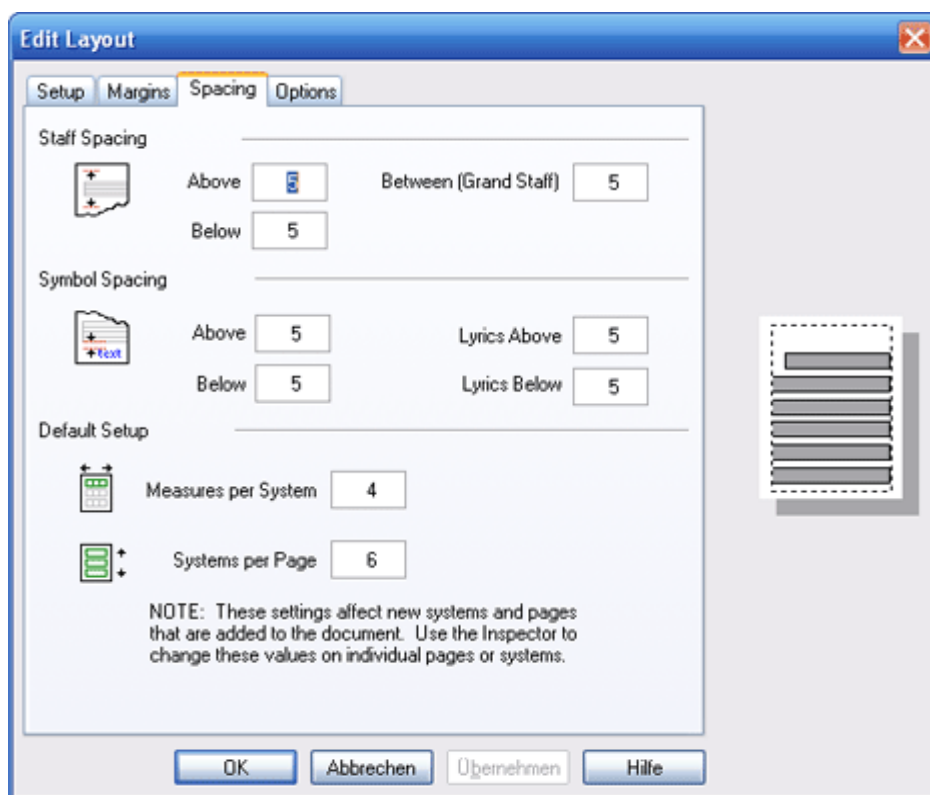 Edit Layout
Setup Margins Spacing Options
Staff Spacing
Above 5 Between (Grand Staff) 5
Below 5
Symbol Spacing
text
Above 5 Lyrics Above 5
Below 5 Lyrics Below 5
Default Setup
Measures per System 4
Systems per Page 6
NOTE: These settings affect new systems and pages
that are added to the document. Use the Inspector to
change these values on individual pages or systems.
OK Abbrechen Übernehmen Hilfe